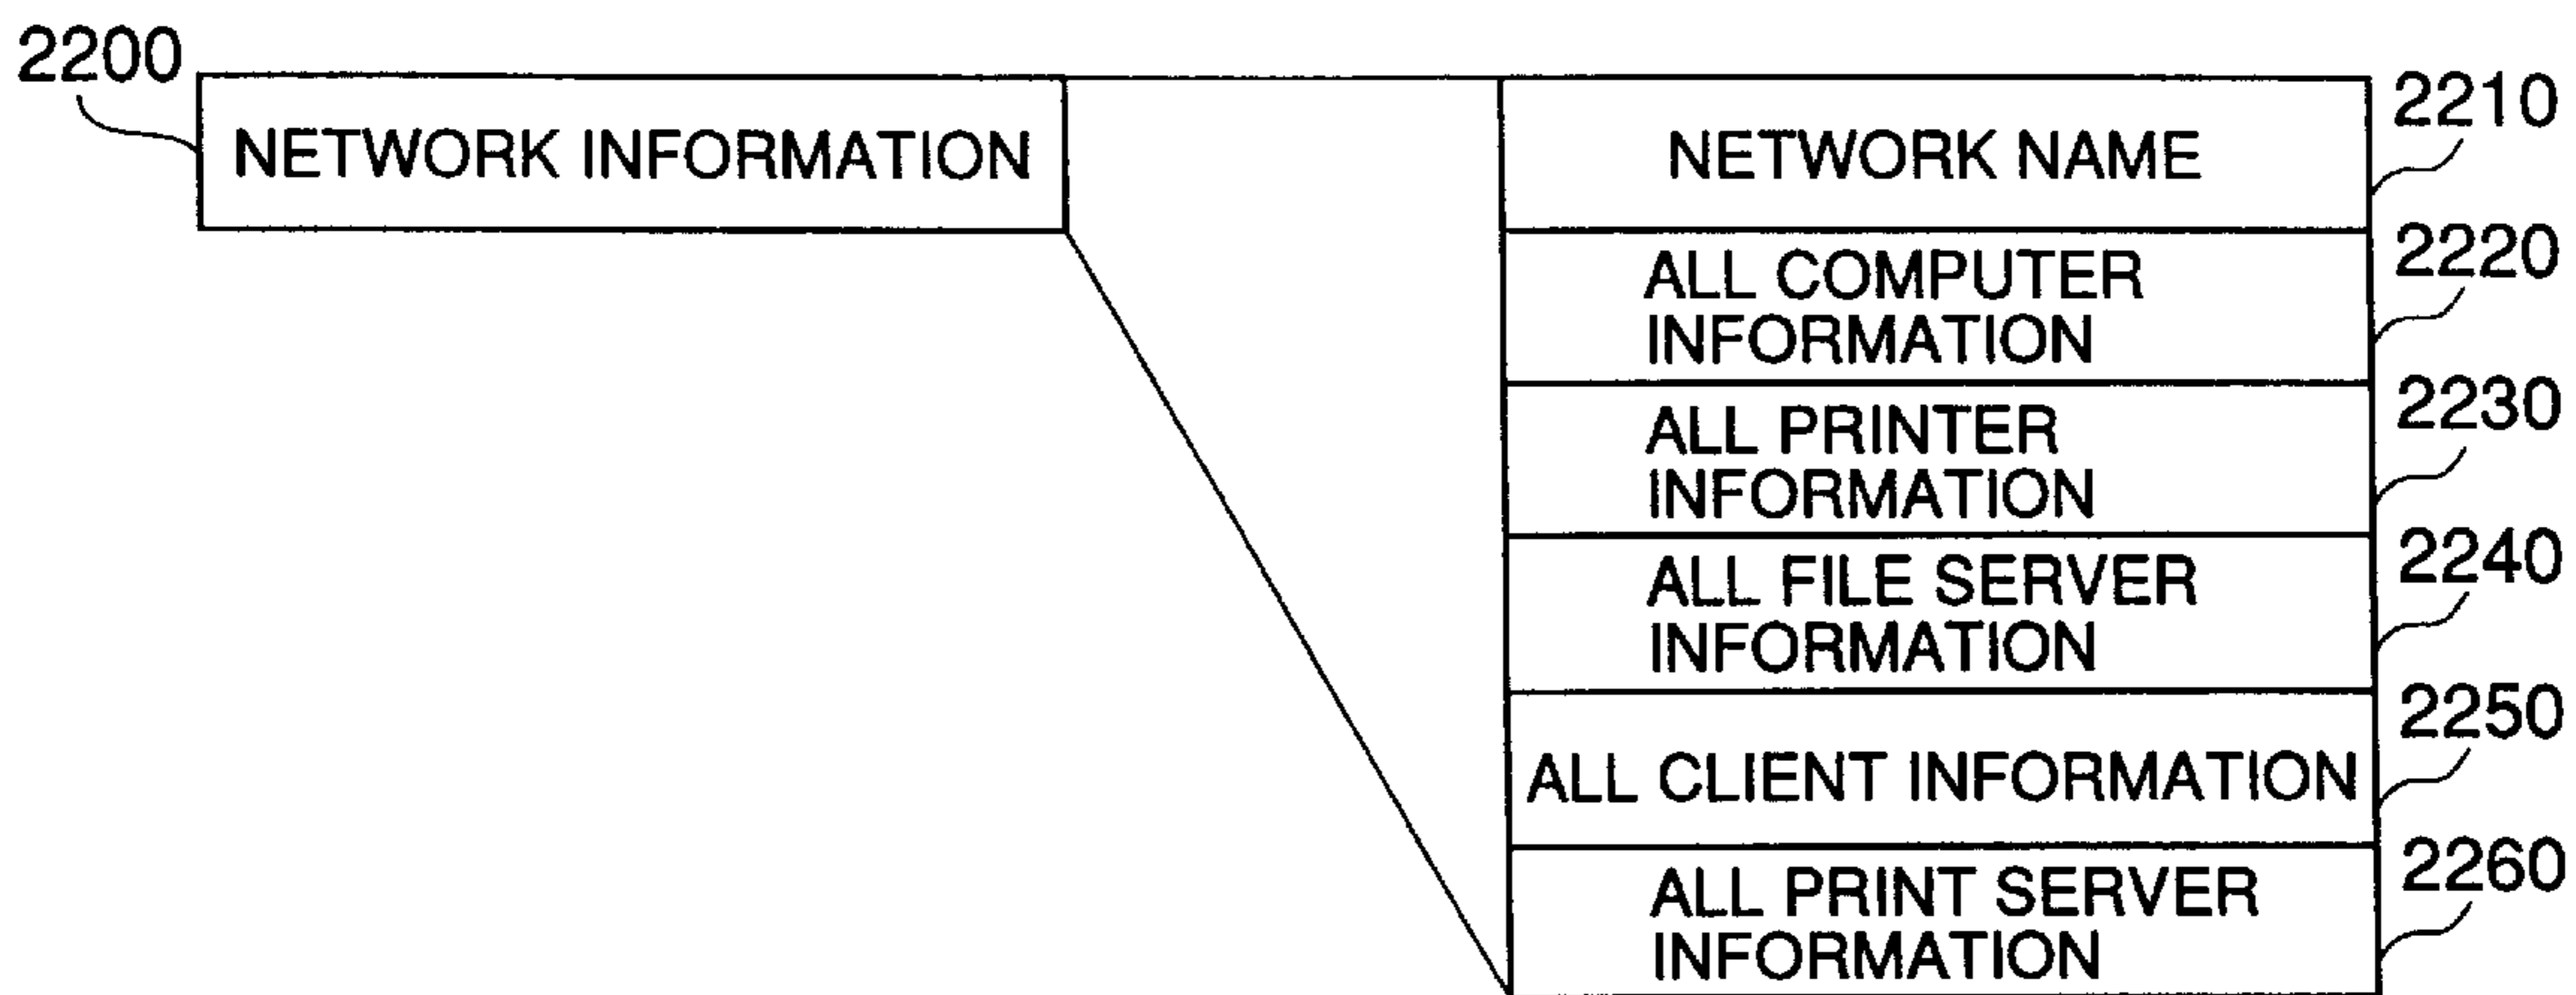 2200
NETWORK INFORMATION
NETWORK NAME
2210
ALL COMPUTER
INFORMATION
2220
ALL PRINTER
INFORMATION
2230
ALL FILE SERVER
INFORMATION
2240
ALL CLIENT INFORMATION
2250
ALL PRINT SERVER
INFORMATION
2260